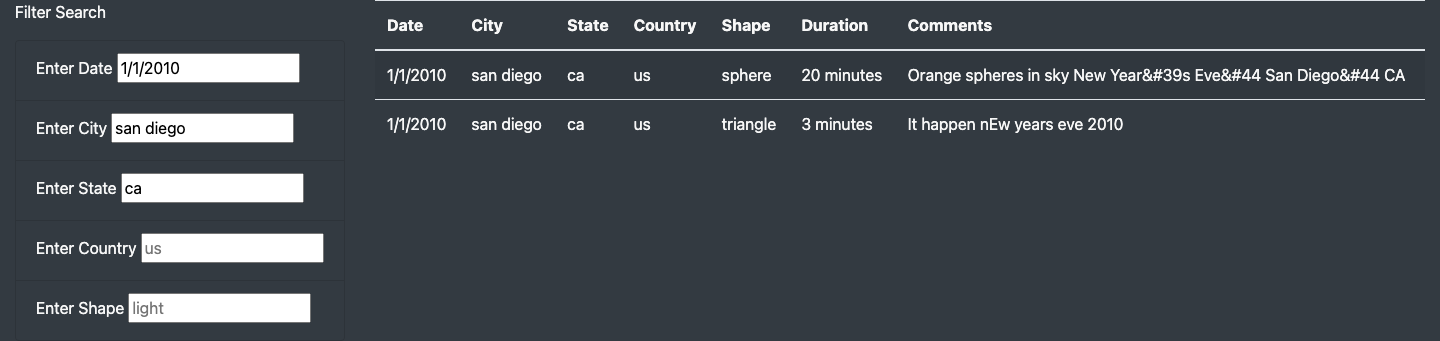 Filter Search
Enter Date 1/1/2010
Enter City san diego
Enter State ca
Enter Country us
Enter Shape light
Date City State Country Shape Duration Comments
1/1/2010 san diego ca us sphere 20 minutes Orange spheres in sky New Year&#39s Eve&#44 San Diego&#44 CA
1/1/2010 san diego ca us triangle 3 minutes It happen nEw years eve 2010